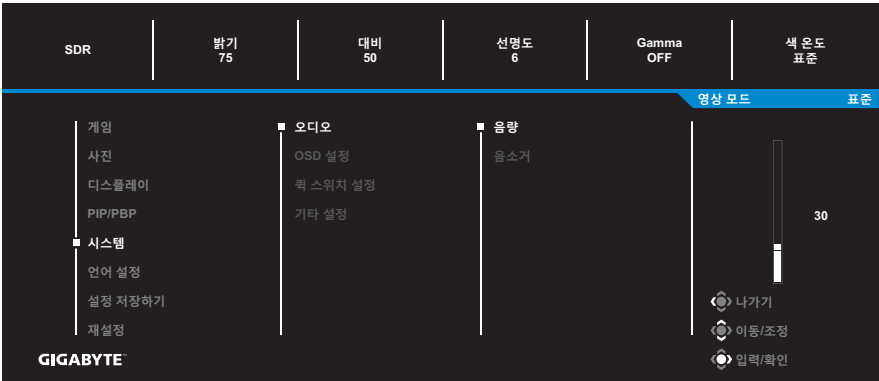 SDR
밝기
75
대비
50
선명도
6
Gamma
OFF
색 온도
표준
영상 모드 표준
게임
사진
디스플레이
PIP/PBP
시스템
언어 설정
설정 저장하기
재설정
오디오
OSD 설정
퀵 스위치 설정
기타 설정
음량
음소거
30
나가기
이동/조정
입력/확인
GIGABYTE™